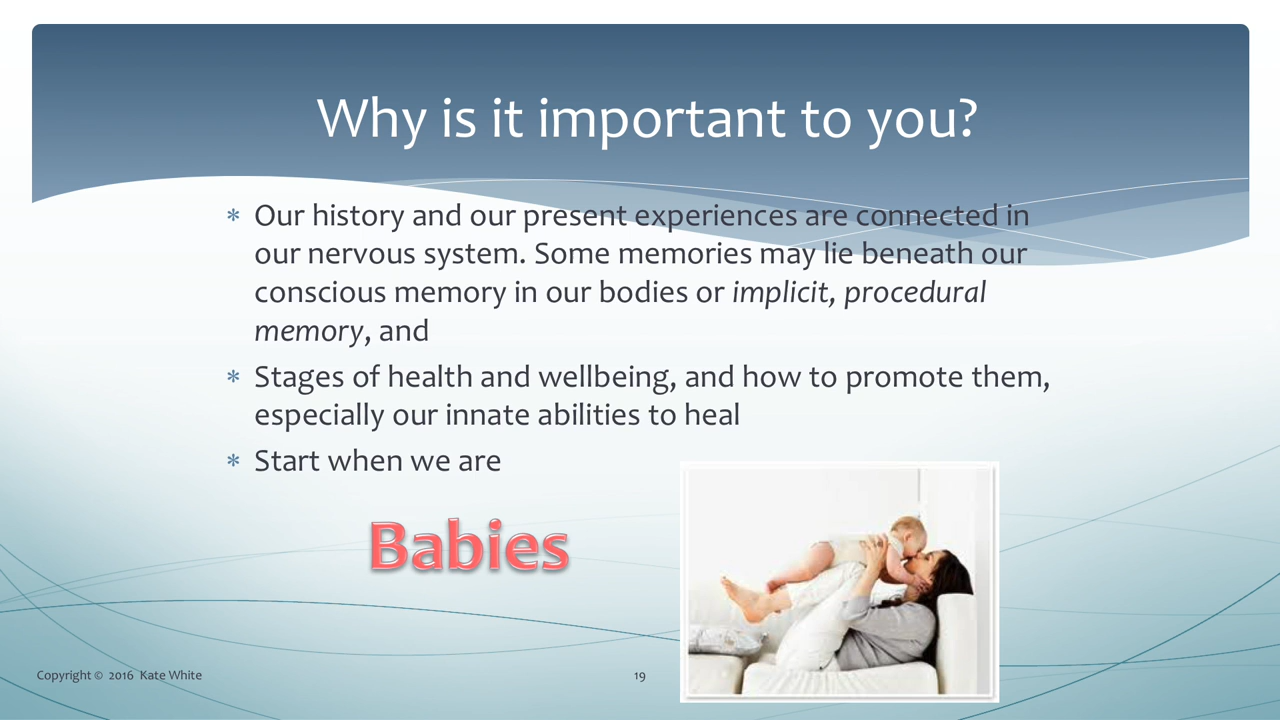 Why is it important to you?
* Our history and our present experiences are connected in
our nervous system. Some memories may lie beneath our
conscious memory in our bodies or implicit, procedural
memory, and
* Stages of health and wellbeing, and how to promote them,
especially our innate abilities to heal
* Start when we are
Babies
Copyright © 2016 Kate White
19